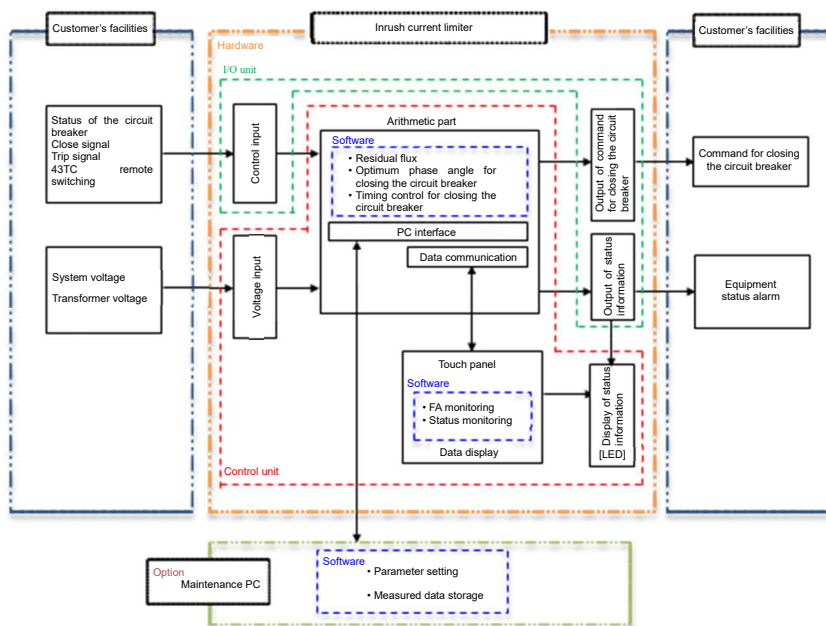 Customer's facilities
Inrush current limiter
Customer's facilities
Hardware
I/O unit
Status of the circuit
breaker
Close signal
Trip signal
43TC remote
switching
Control input
Arithmetic part
Software
• Residual flux
• Optimum phase angle for
closing the circuit breaker
• Timing control for closing the
circuit breaker
PC interface
Data communication
Output of command
for closing the circuit
breaker
Command for closing
the circuit breaker
System voltage
Transformer voltage
Voltage input
Output of status
information
Equipment
status alarm
Touch panel
Software
• FA monitoring
• Status monitoring
Data display
Display of status
information
[LED]
Control unit
Option
Maintenance PC
Software
• Parameter setting
• Measured data storage